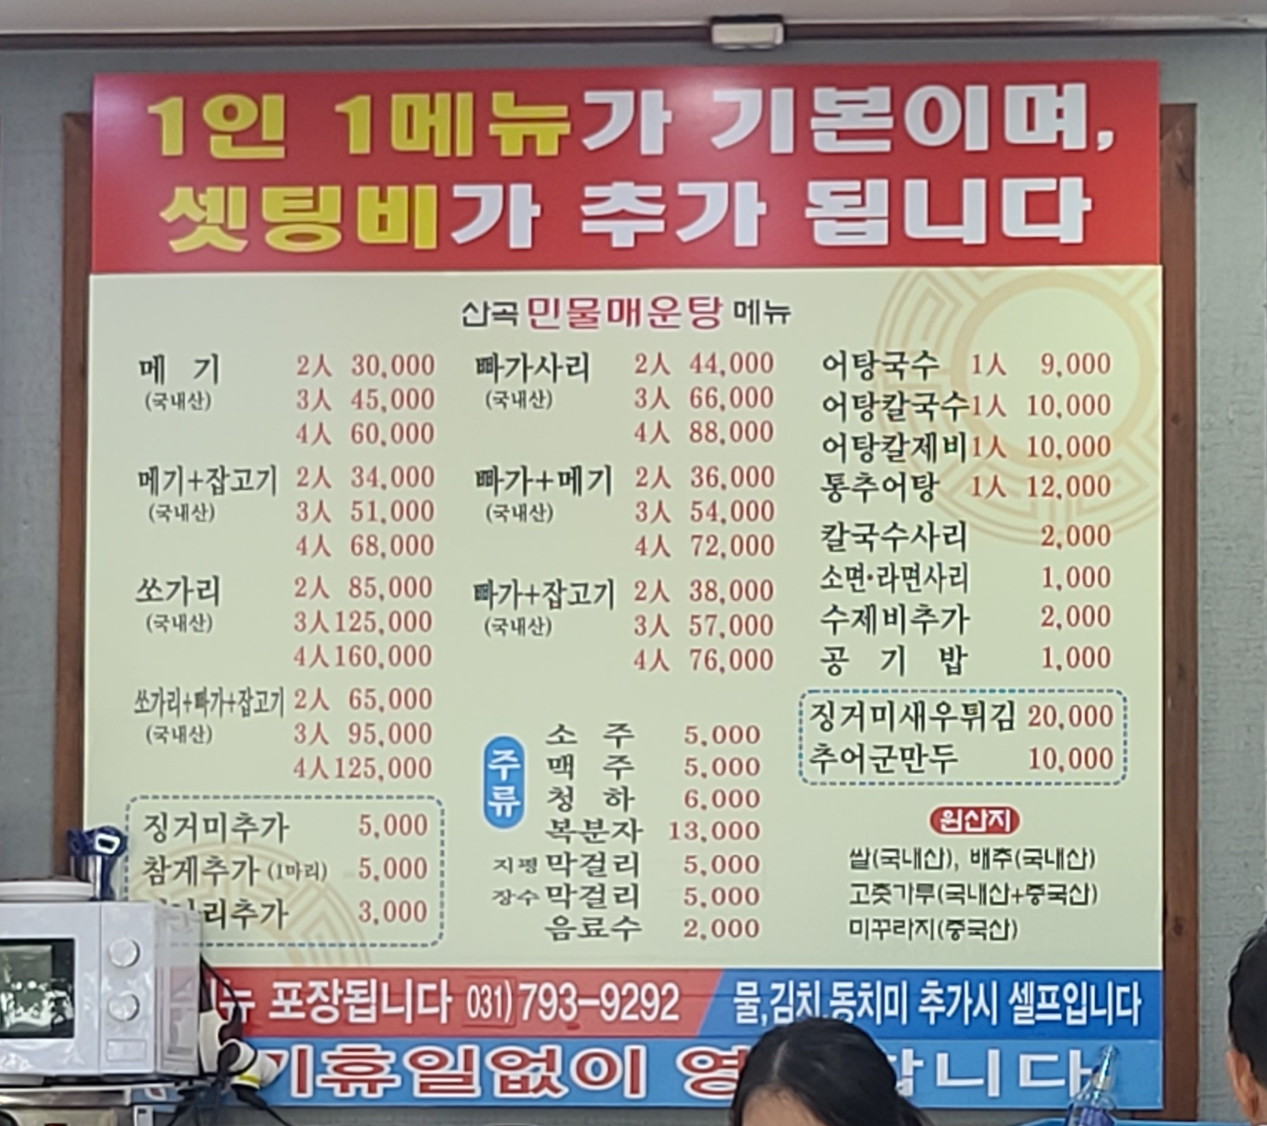 1인 1메뉴가 기본이며,
셋팅비가 추가 됩니다
산곡 민물매운탕 메뉴
메 기 2人 30,000
(국내산) 3人 45,000
4人 60,000
메기+잡고기 2人 34,000
(국내산) 3人 51,000
4人 68,000
쏘가리 2人 85,000
(국내산) 3人 125,000
4人 160,000
쏘가리+빠가+잡고기 2人 65,000
(국내산) 3人 95,000
4人 125,000
징거미추가 5,000
참게추가 (1마리) 5,000
리추가 3,000
빠가사리 2人 44,000
(국내산) 3人 66,000
4人 88,000
빠가+메기 2人 36,000
(국내산) 3人 54,000
4人 72,000
빠가+잡고기 2人 38,000
(국내산) 3人 57,000
4人 76,000
주류
소 주 5,000
맥 주 5,000
청 하 6,000
복분자 13,000
지평 막걸리 5,000
장수 막걸리 5,000
음료수 2,000
어탕국수 1人 9,000
어탕칼국수 1人 10,000
어탕칼제비 1人 10,000
통추어탕 1人 12,000
칼국수사리 2,000
소면·라면사리 1,000
수제비추가 2,000
공 기 밥 1,000
징거미새우튀김 20,000
추어군만두 10,000
원산지
쌀(국내산), 배추(국내산)
고춧가루(국내산+중국산)
미꾸라지(중국산)
뉴 포장됩니다 031) 793-9292
물,김치,동치미 추가시 셀프입니다
기휴일없이 영 합니다